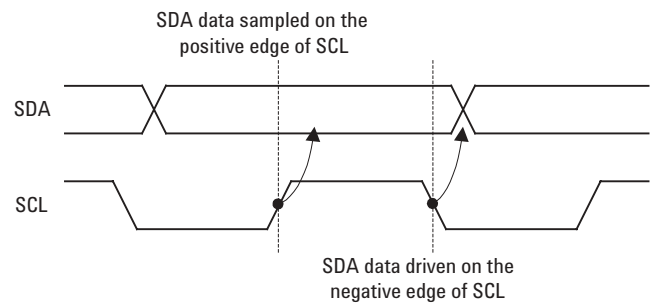 SDA data sampled on the
positive edge of SCL
SDA
SCL
SDA data driven on the
negative edge of SCL